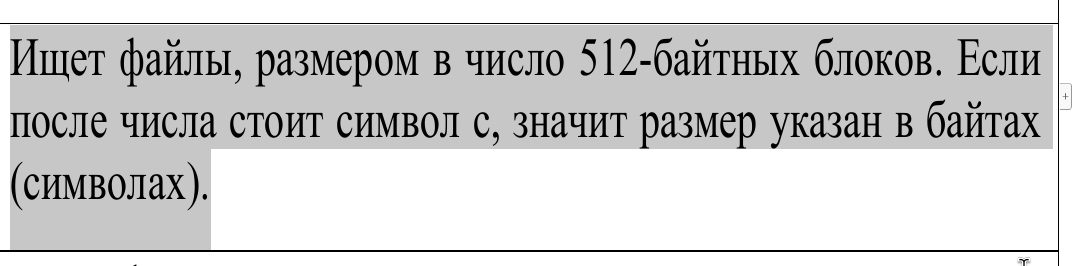 Ищет файлы, размером в число 512-байтных блоков. Если
после числа стоит символ c, значит размер указан в байтах
(символах).